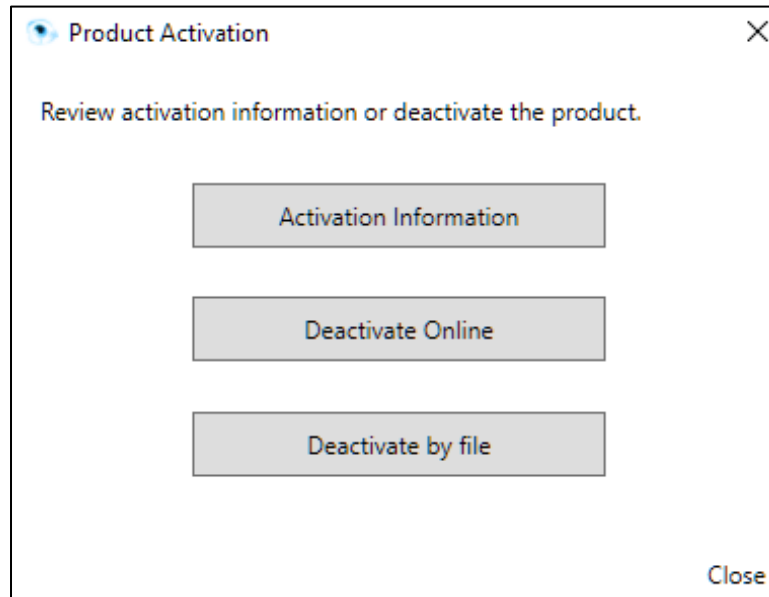 Product Activation
Review activation information or deactivate the product.
Activation Information
Deactivate Online
Deactivate by file
Close